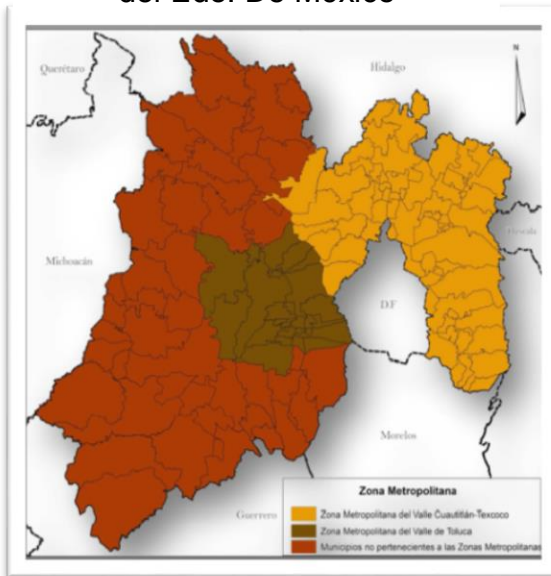 del Edo. De México
Querétaro
Hidalgo
N
Tlaxcala
Michoacán
D.F
Morelos
Guerrero
Zona Metropolitana
Zona Metropolitana del Valle Cuautitlán-Texcoco
Zona Metropolitana del Valle de Toluca
Municipios no pertenecientes a las Zonas Metropolitanas